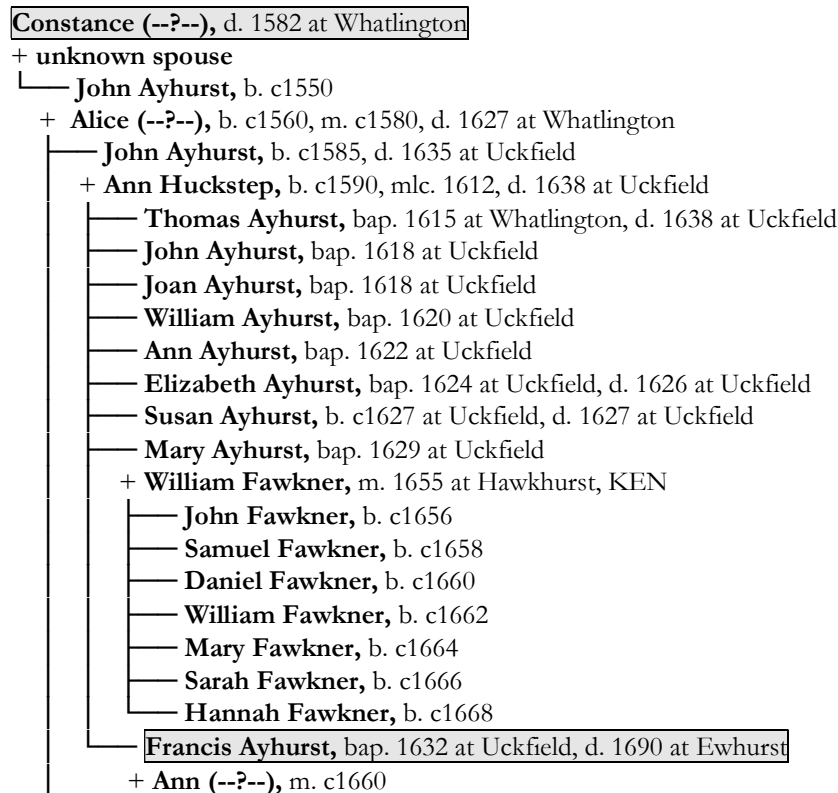 Constance (--?--), d. 1582 at Whatlington
+ unknown spouse
John Ayhurst, b. c1550
+ Alice (--?--), b. c1560, m. c1580, d. 1627 at Whatlington
John Ayhurst, b. c1585, d. 1635 at Uckfield
+ Ann Huckstep, b. c1590, mlc. 1612, d. 1638 at Uckfield
Thomas Ayhurst, bap. 1615 at Whatlington, d. 1638 at Uckfield
John Ayhurst, bap. 1618 at Uckfield
Joan Ayhurst, bap. 1618 at Uckfield
William Ayhurst, bap. 1620 at Uckfield
Ann Ayhurst, bap. 1622 at Uckfield
Elizabeth Ayhurst, bap. 1624 at Uckfield, d. 1626 at Uckfield
Susan Ayhurst, b. c1627 at Uckfield, d. 1627 at Uckfield
Mary Ayhurst, bap. 1629 at Uckfield
+ William Fawkner, m. 1655 at Hawkhurst, KEN
John Fawkner, b. c1656
Samuel Fawkner, b. c1658
Daniel Fawkner, b. c1660
William Fawkner, b. c1662
Mary Fawkner, b. c1664
Sarah Fawkner, b. c1666
Hannah Fawkner, b. c1668
Francis Ayhurst, bap. 1632 at Uckfield, d. 1690 at Ewhurst
+ Ann (--?--), m. c1660